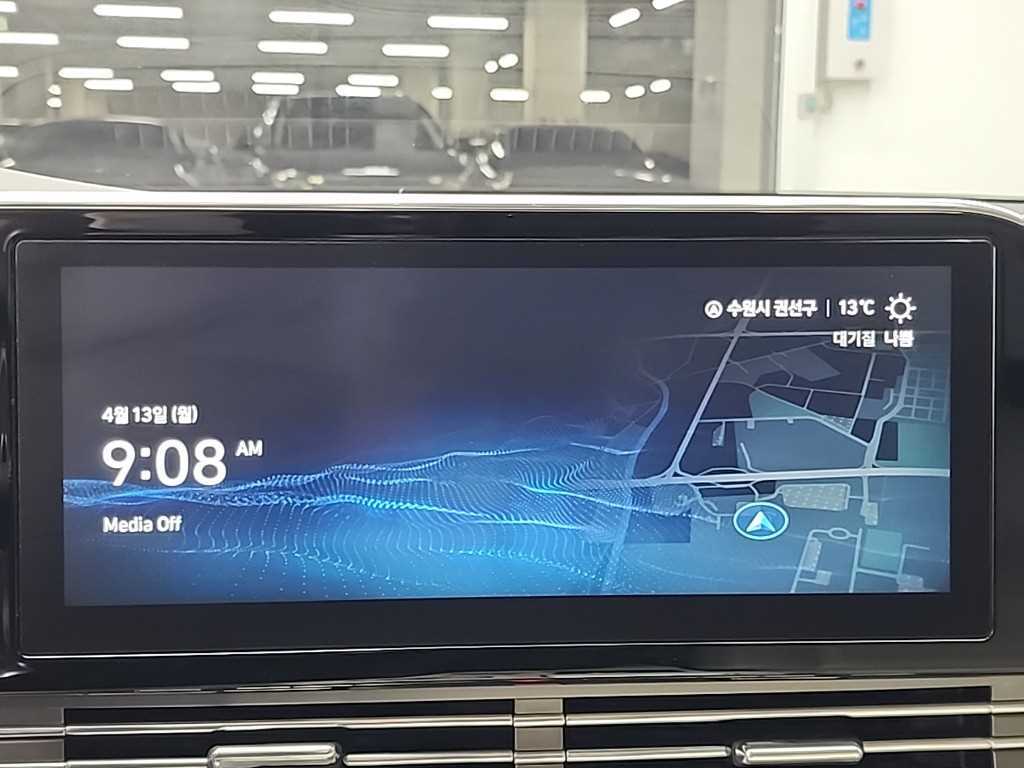 수원시 권선구 | 13℃
대기질 나쁨
4월 13일 (월)
9:08 AM
Media Off